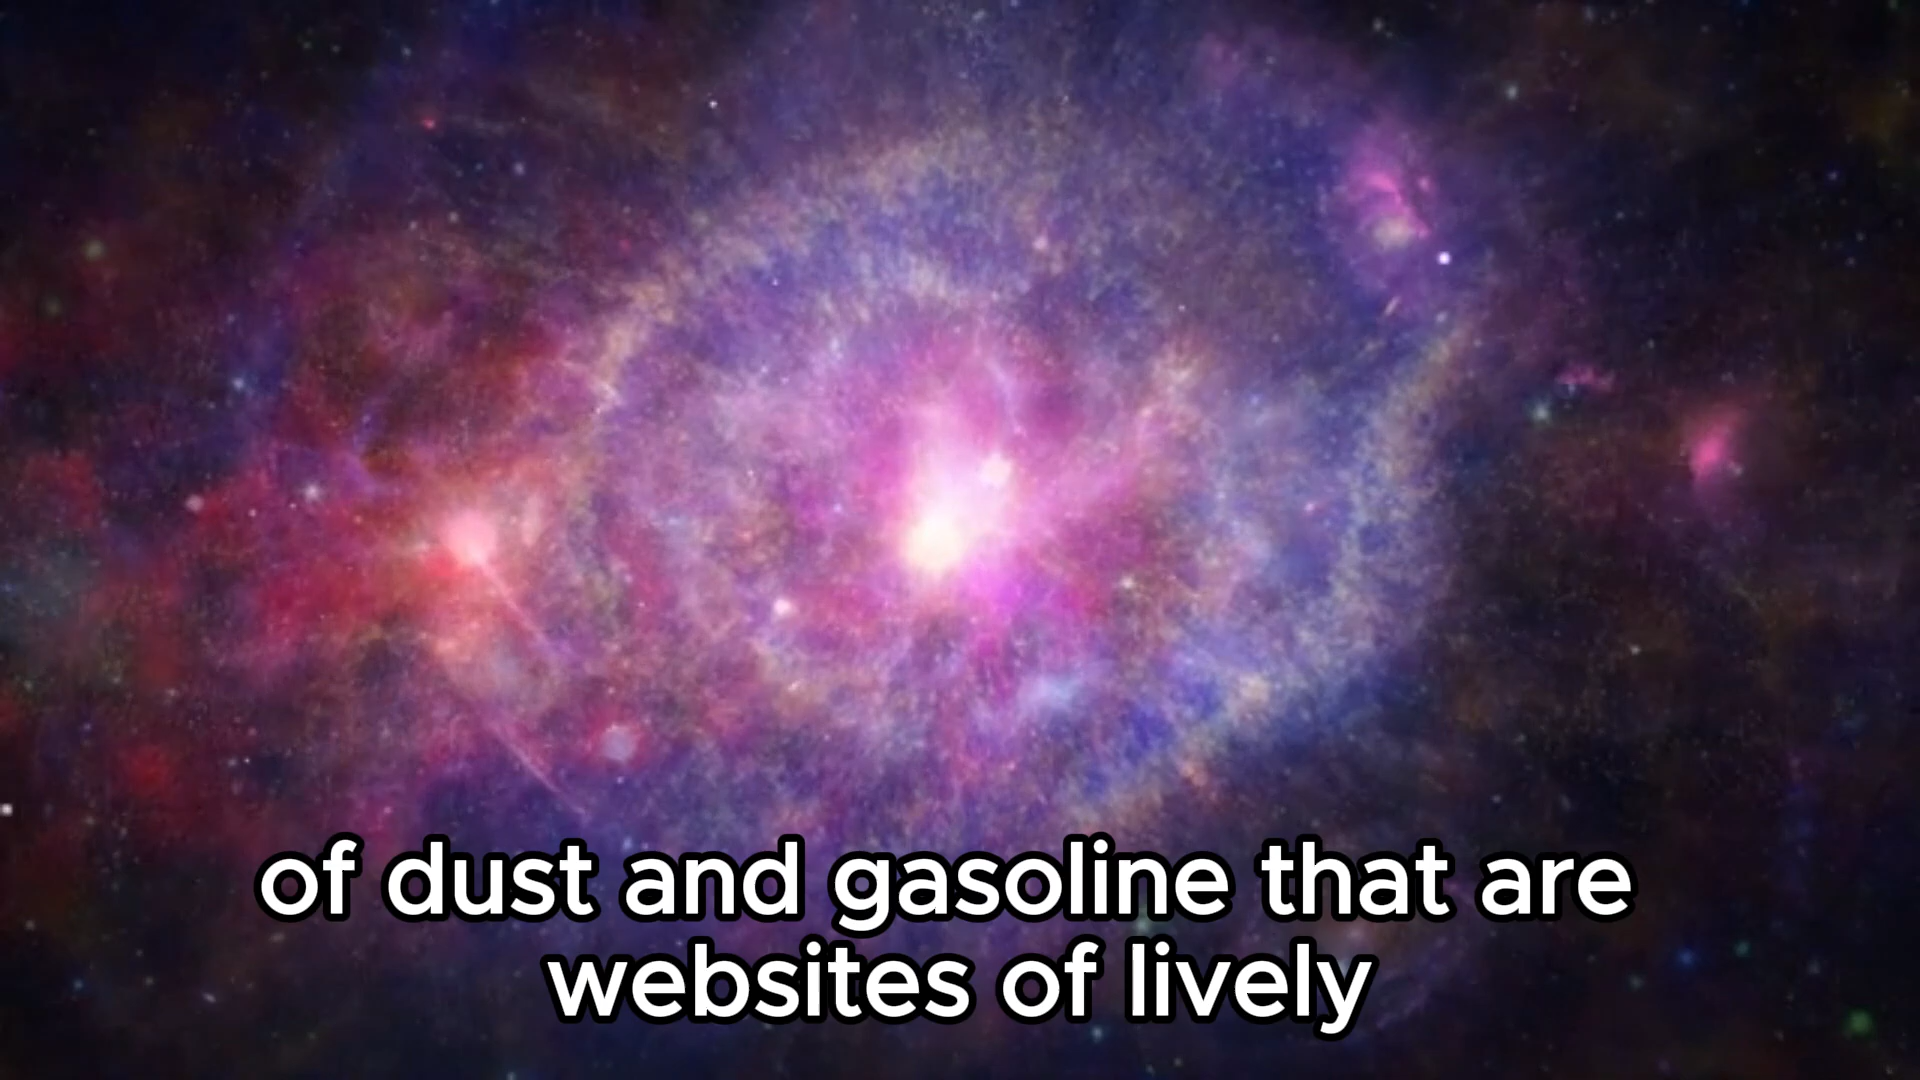 of dust and gasoline that are
websites of lively